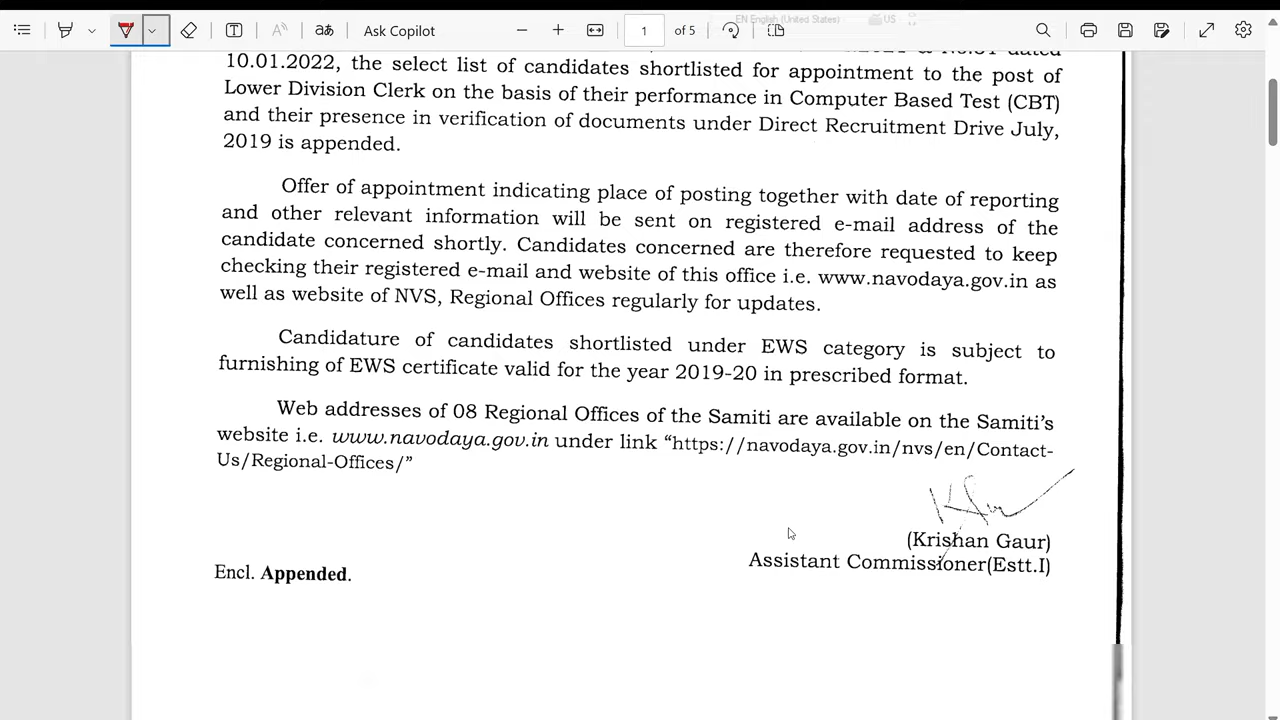 Ask Copilot
1 of 5
EN English (United States)
US
10.01.2022, the select list of candidates shortlisted for appointment to the post of
Lower Division Clerk on the basis of their performance in Computer Based Test (CBT)
and their presence in verification of documents under Direct Recruitment Drive July,
2019 is appended.
Offer of appointment indicating place of posting together with date of reporting
and other relevant information will be sent on registered e-mail address of the
candidate concerned shortly. Candidates concerned are therefore requested to keep
checking their registered e-mail and website of this office i.e. www.navodaya.gov.in as
well as website of NVS, Regional Offices regularly for updates.
Candidature of candidates shortlisted under EWS category is subject to
furnishing of EWS certificate valid for the year 2019-20 in prescribed format.
Web addresses of 08 Regional Offices of the Samiti are available on the Samiti's
website i.e. www.navodaya.gov.in under link “https://navodaya.gov.in/nvs/en/Contact-
Us/Regional-Offices/”
(Krishan Gaur)
Assistant Commissioner(Estt.I)
Encl. Appended.